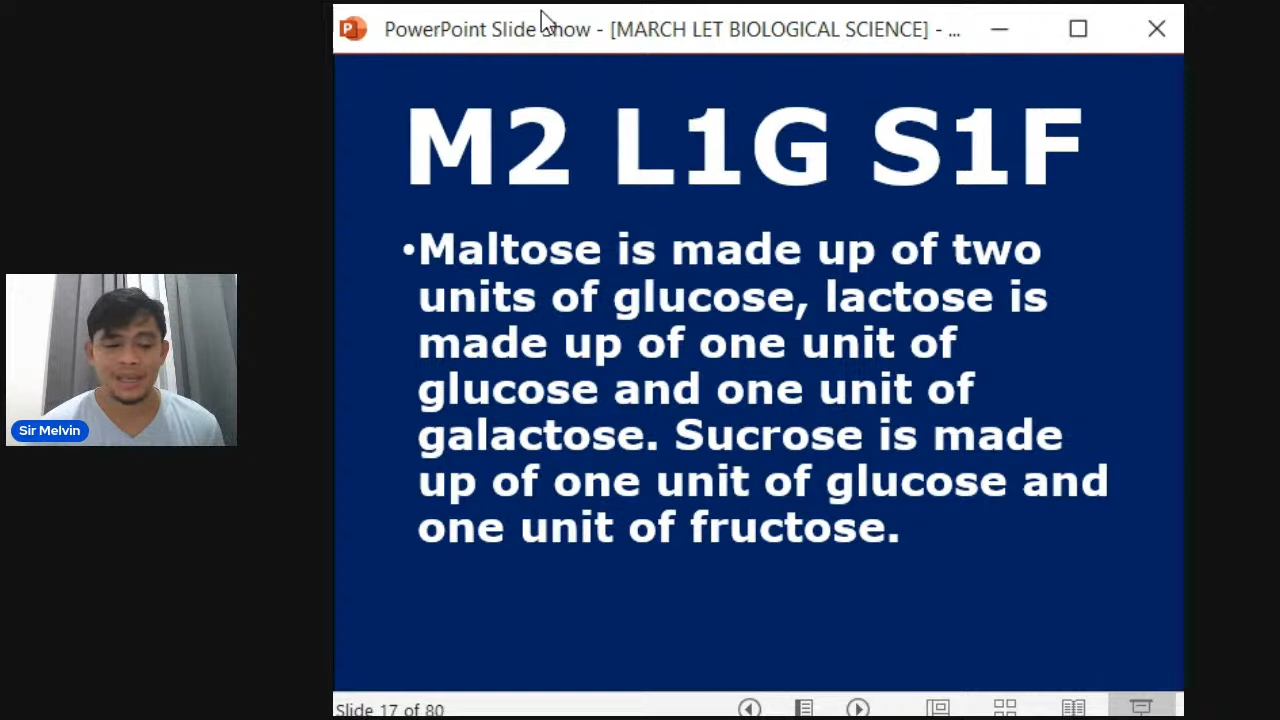 PowerPoint Slide Show - [MARCH LET BIOLOGICAL SCIENCE] - ...
M2 L1G S1F
•Maltose is made up of two
units of glucose, lactose is
made up of one unit of
glucose and one unit of
galactose. Sucrose is made
up of one unit of glucose and
one unit of fructose.
Sir Melvin
Slide 17 of 80